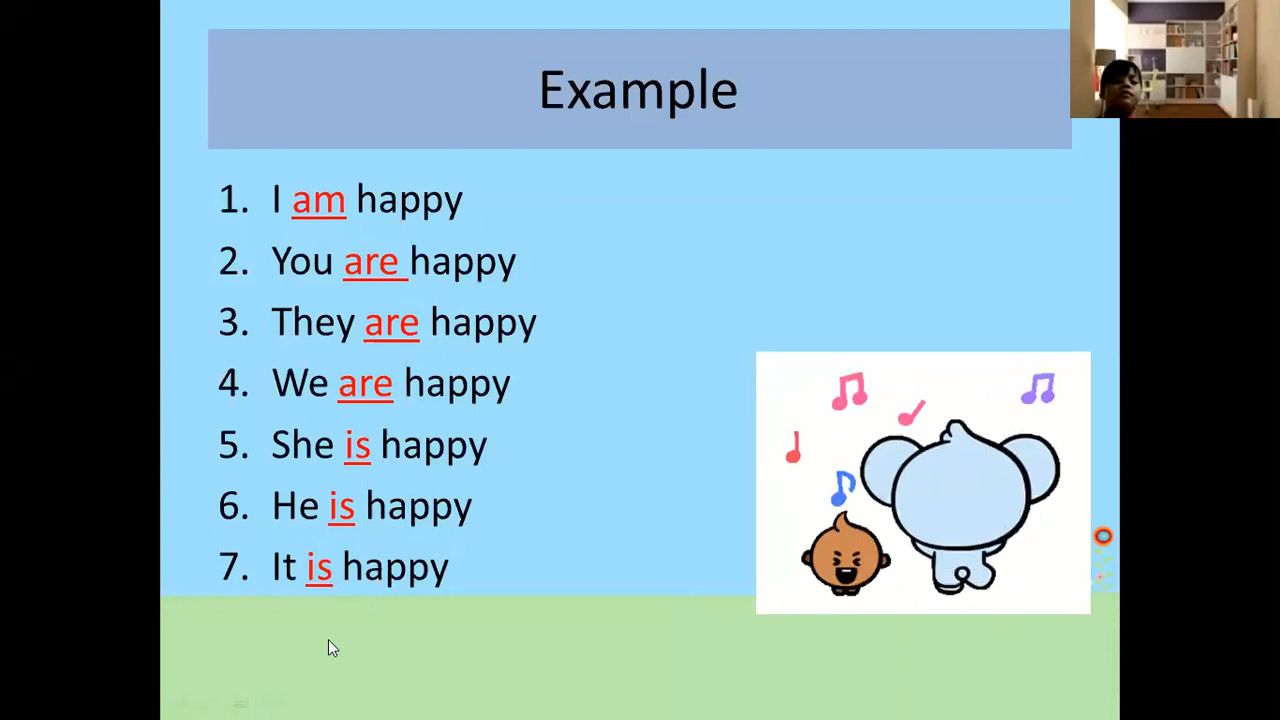 Example
1. I am happy
2. You are happy
3. They are happy
4. We are happy
5. She is happy
6. He is happy
7. It is happy